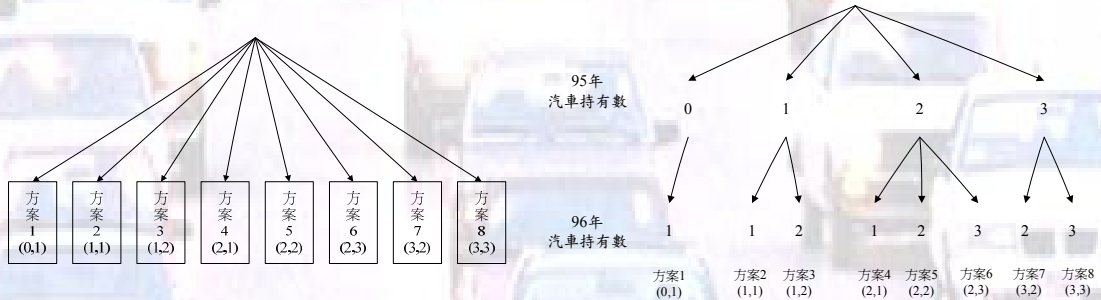 方案1(0,1)
方案2(1,1)
方案3(1,2)
方案4(2,1)
方案5(2,2)
方案6(2,3)
方案7(3,2)
方案8(3,3)
95年
汽車持有數
0 1 2 3
96年
汽車持有數
1 1 2 1 2 3 2 3
方案1 方案2 方案3 方案4 方案5 方案6 方案7 方案8
(0,1) (1,1) (1,2) (2,1) (2,2) (2,3) (3,2) (3,3)